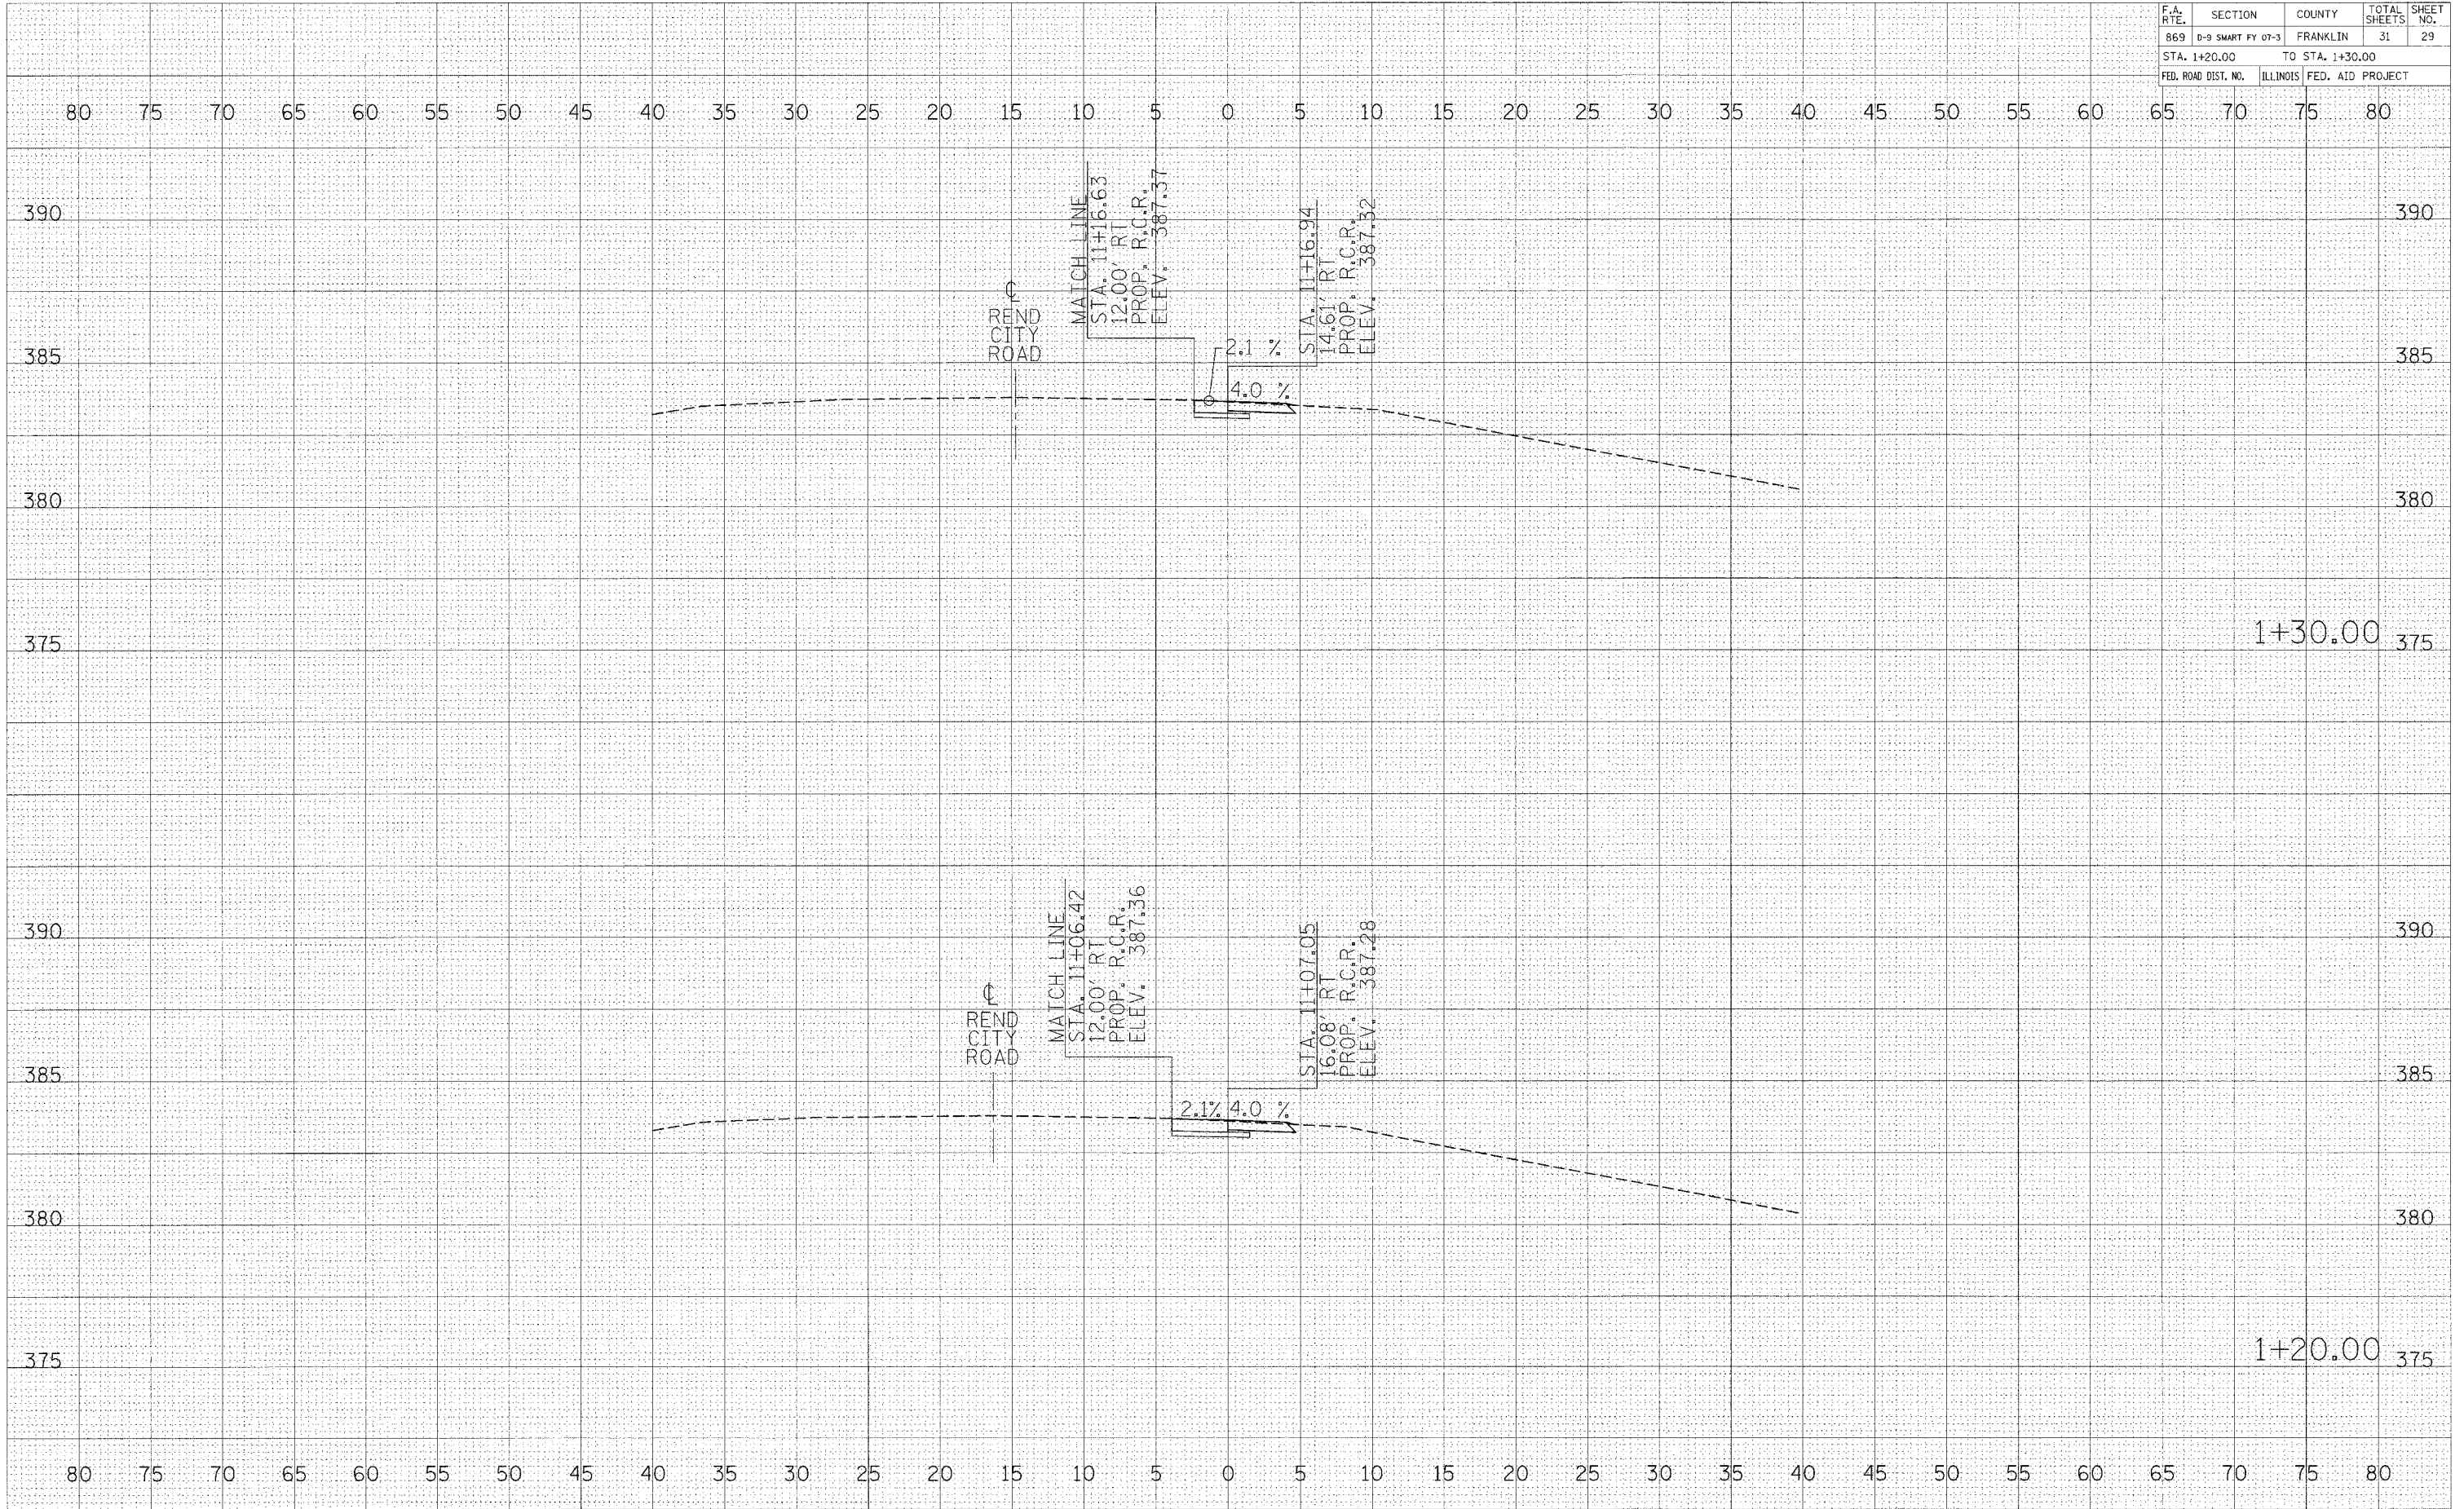 F.A. RTE. SECTION COUNTY TOTAL SHEETS SHEET NO.
869 D-9 SMART FY 07-3 FRANKLIN 31 29
STA. 1+20.00 TO STA. 1+30.00
FED. ROAD DIST. NO. ILLINOIS FED. AID PROJECT
80 75 70 65 60 55 50 45 40 35 30 25 20 15 10 5 0 5 10 15 20 25 30 35 40 45 50 55 60 65 70 75 80
390 390
MATCH LINE
STA. 11+16.63
12.00' RT
PROP. R.C.R.
ELEV. 387.37
STA. 11+16.94
14.61' RT
PROP. R.C.R.
ELEV. 387.32
℄
REND
CITY
ROAD
385 385
2.1 %
4.0 %
380 380
1+30.00
375 375
390 390
MATCH LINE
STA. 11+06.42
12.00' RT
PROP. R.C.R.
ELEV. 387.36
STA. 11+07.05
16.08' RT
PROP. R.C.R.
ELEV. 387.28
℄
REND
CITY
ROAD
385 385
2.1% 4.0 %
380 380
1+20.00
375 375
80 75 70 65 60 55 50 45 40 35 30 25 20 15 10 5 0 5 10 15 20 25 30 35 40 45 50 55 60 65 70 75 80